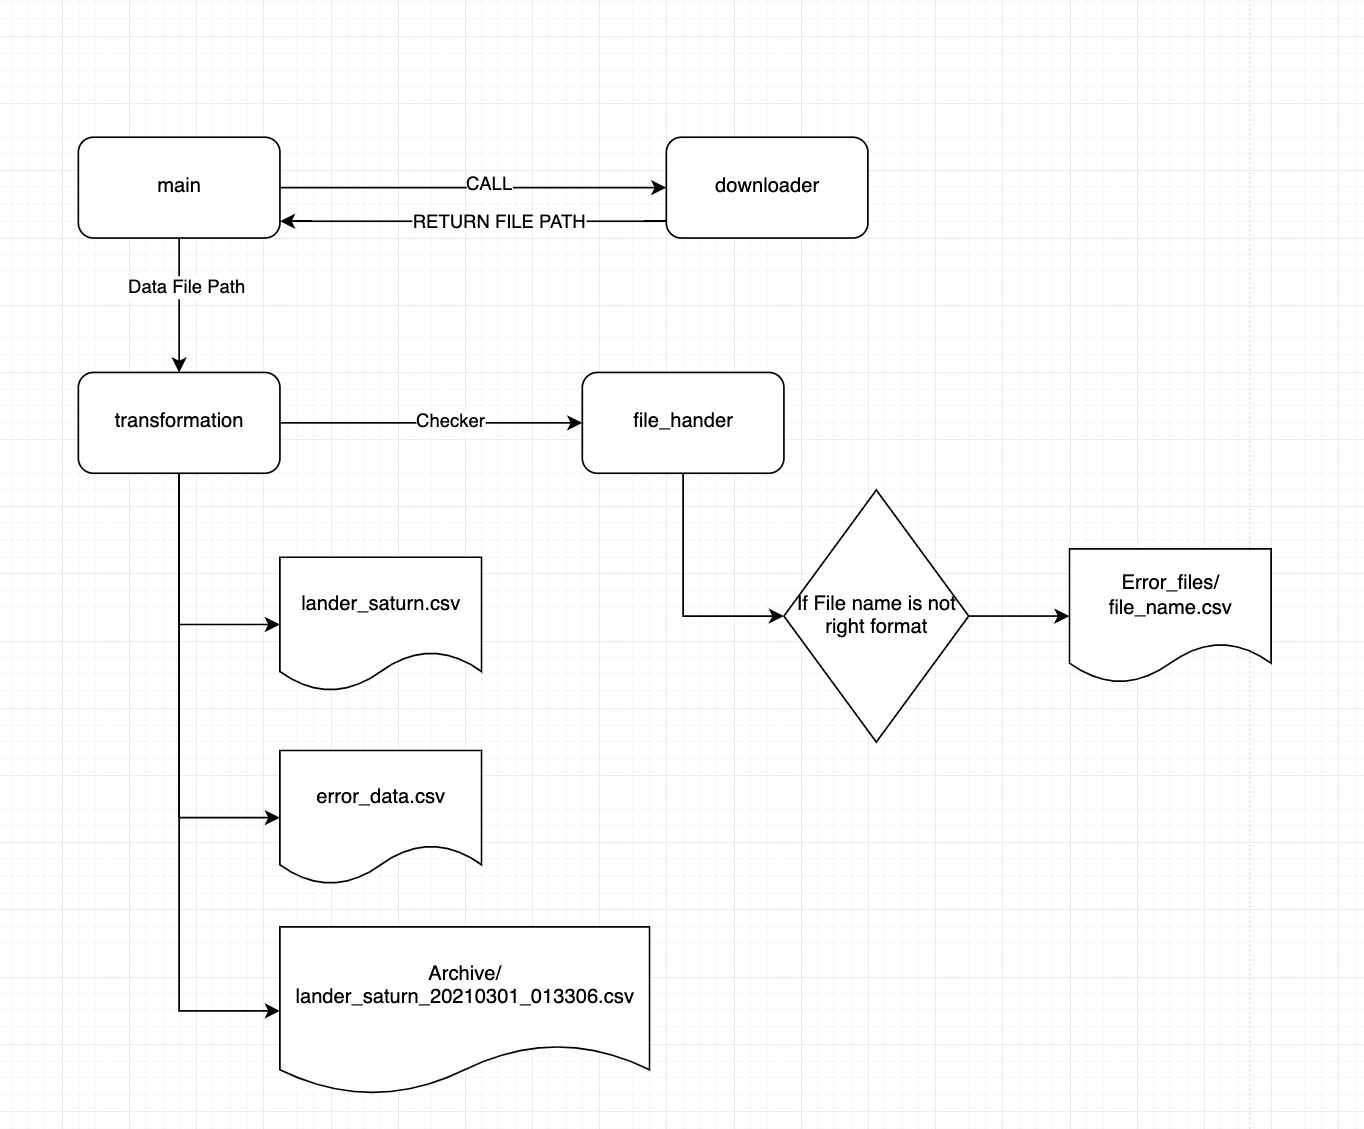 main
CALL
downloader
RETURN FILE PATH
Data File Path
transformation
Checker
file_hander
lander_saturn.csv
If File name is not
right format
Error_files/
file_name.csv
error_data.csv
Archive/
lander_saturn_20210301_013306.csv